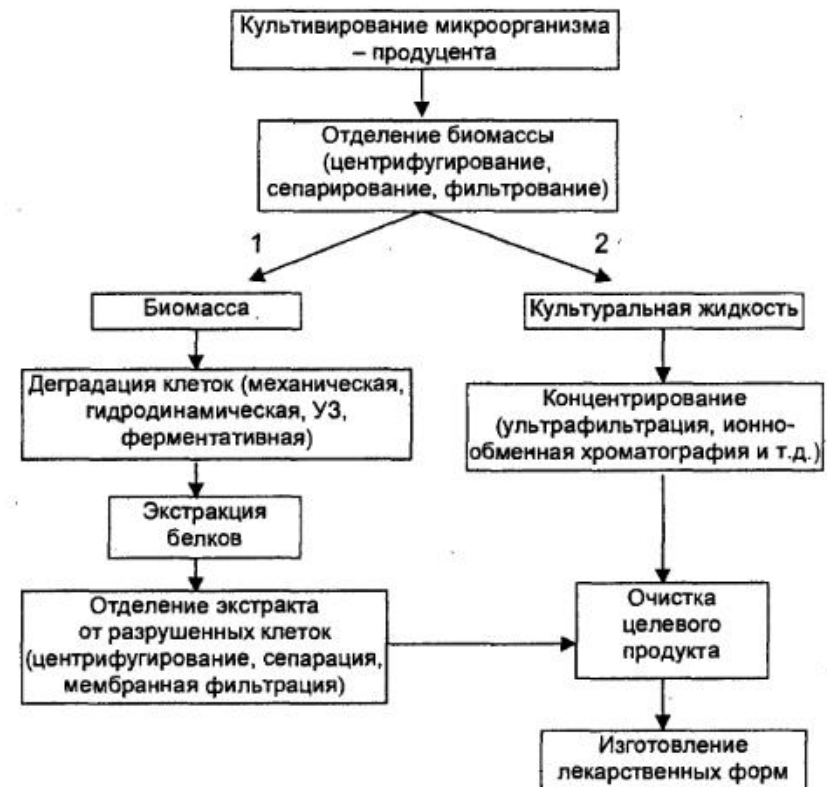 Культивирование микроорганизма
– продуцента
Отделение биомассы
(центрифугирование,
сепарирование, фильтрование)
1
2
Биомасса
Культуральная жидкость
Деградация клеток (механическая,
гидродинамическая, УЗ,
ферментативная)
Концентрирование
(ультрафильтрация, ионно-
обменная хроматография и т.д.)
Экстракция
белков
Отделение экстракта
от разрушенных клеток
(центрифугирование, сепарация,
мембранная фильтрация)
Очистка
целевого
продукта
Изготовление
лекарственных форм